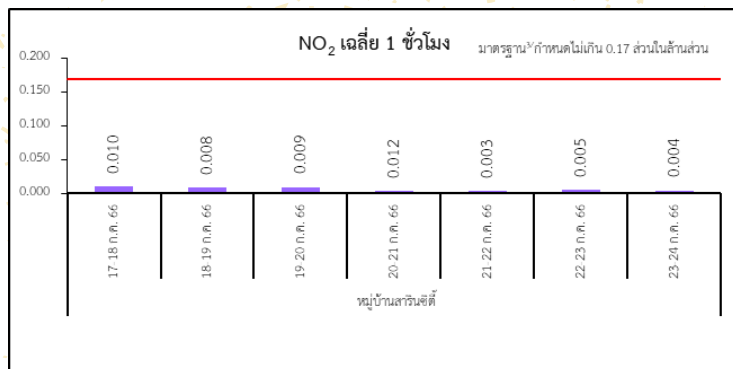 NO2 เฉลี่ย 1 ชั่วโมง
มาตรฐาน3/กำหนดไม่เกิน 0.17 ส่วนในล้านส่วน
0.200
0.150
0.100
0.050
0.000
0.010
0.008
0.009
0.012
0.003
0.005
0.004
17-18 ก.ค. 66
18-19 ก.ค. 66
19-20 ก.ค. 66
20-21 ก.ค. 66
21-22 ก.ค. 66
22-23 ก.ค. 66
23-24 ก.ค. 66
หมู่บ้านสารินซิตี้